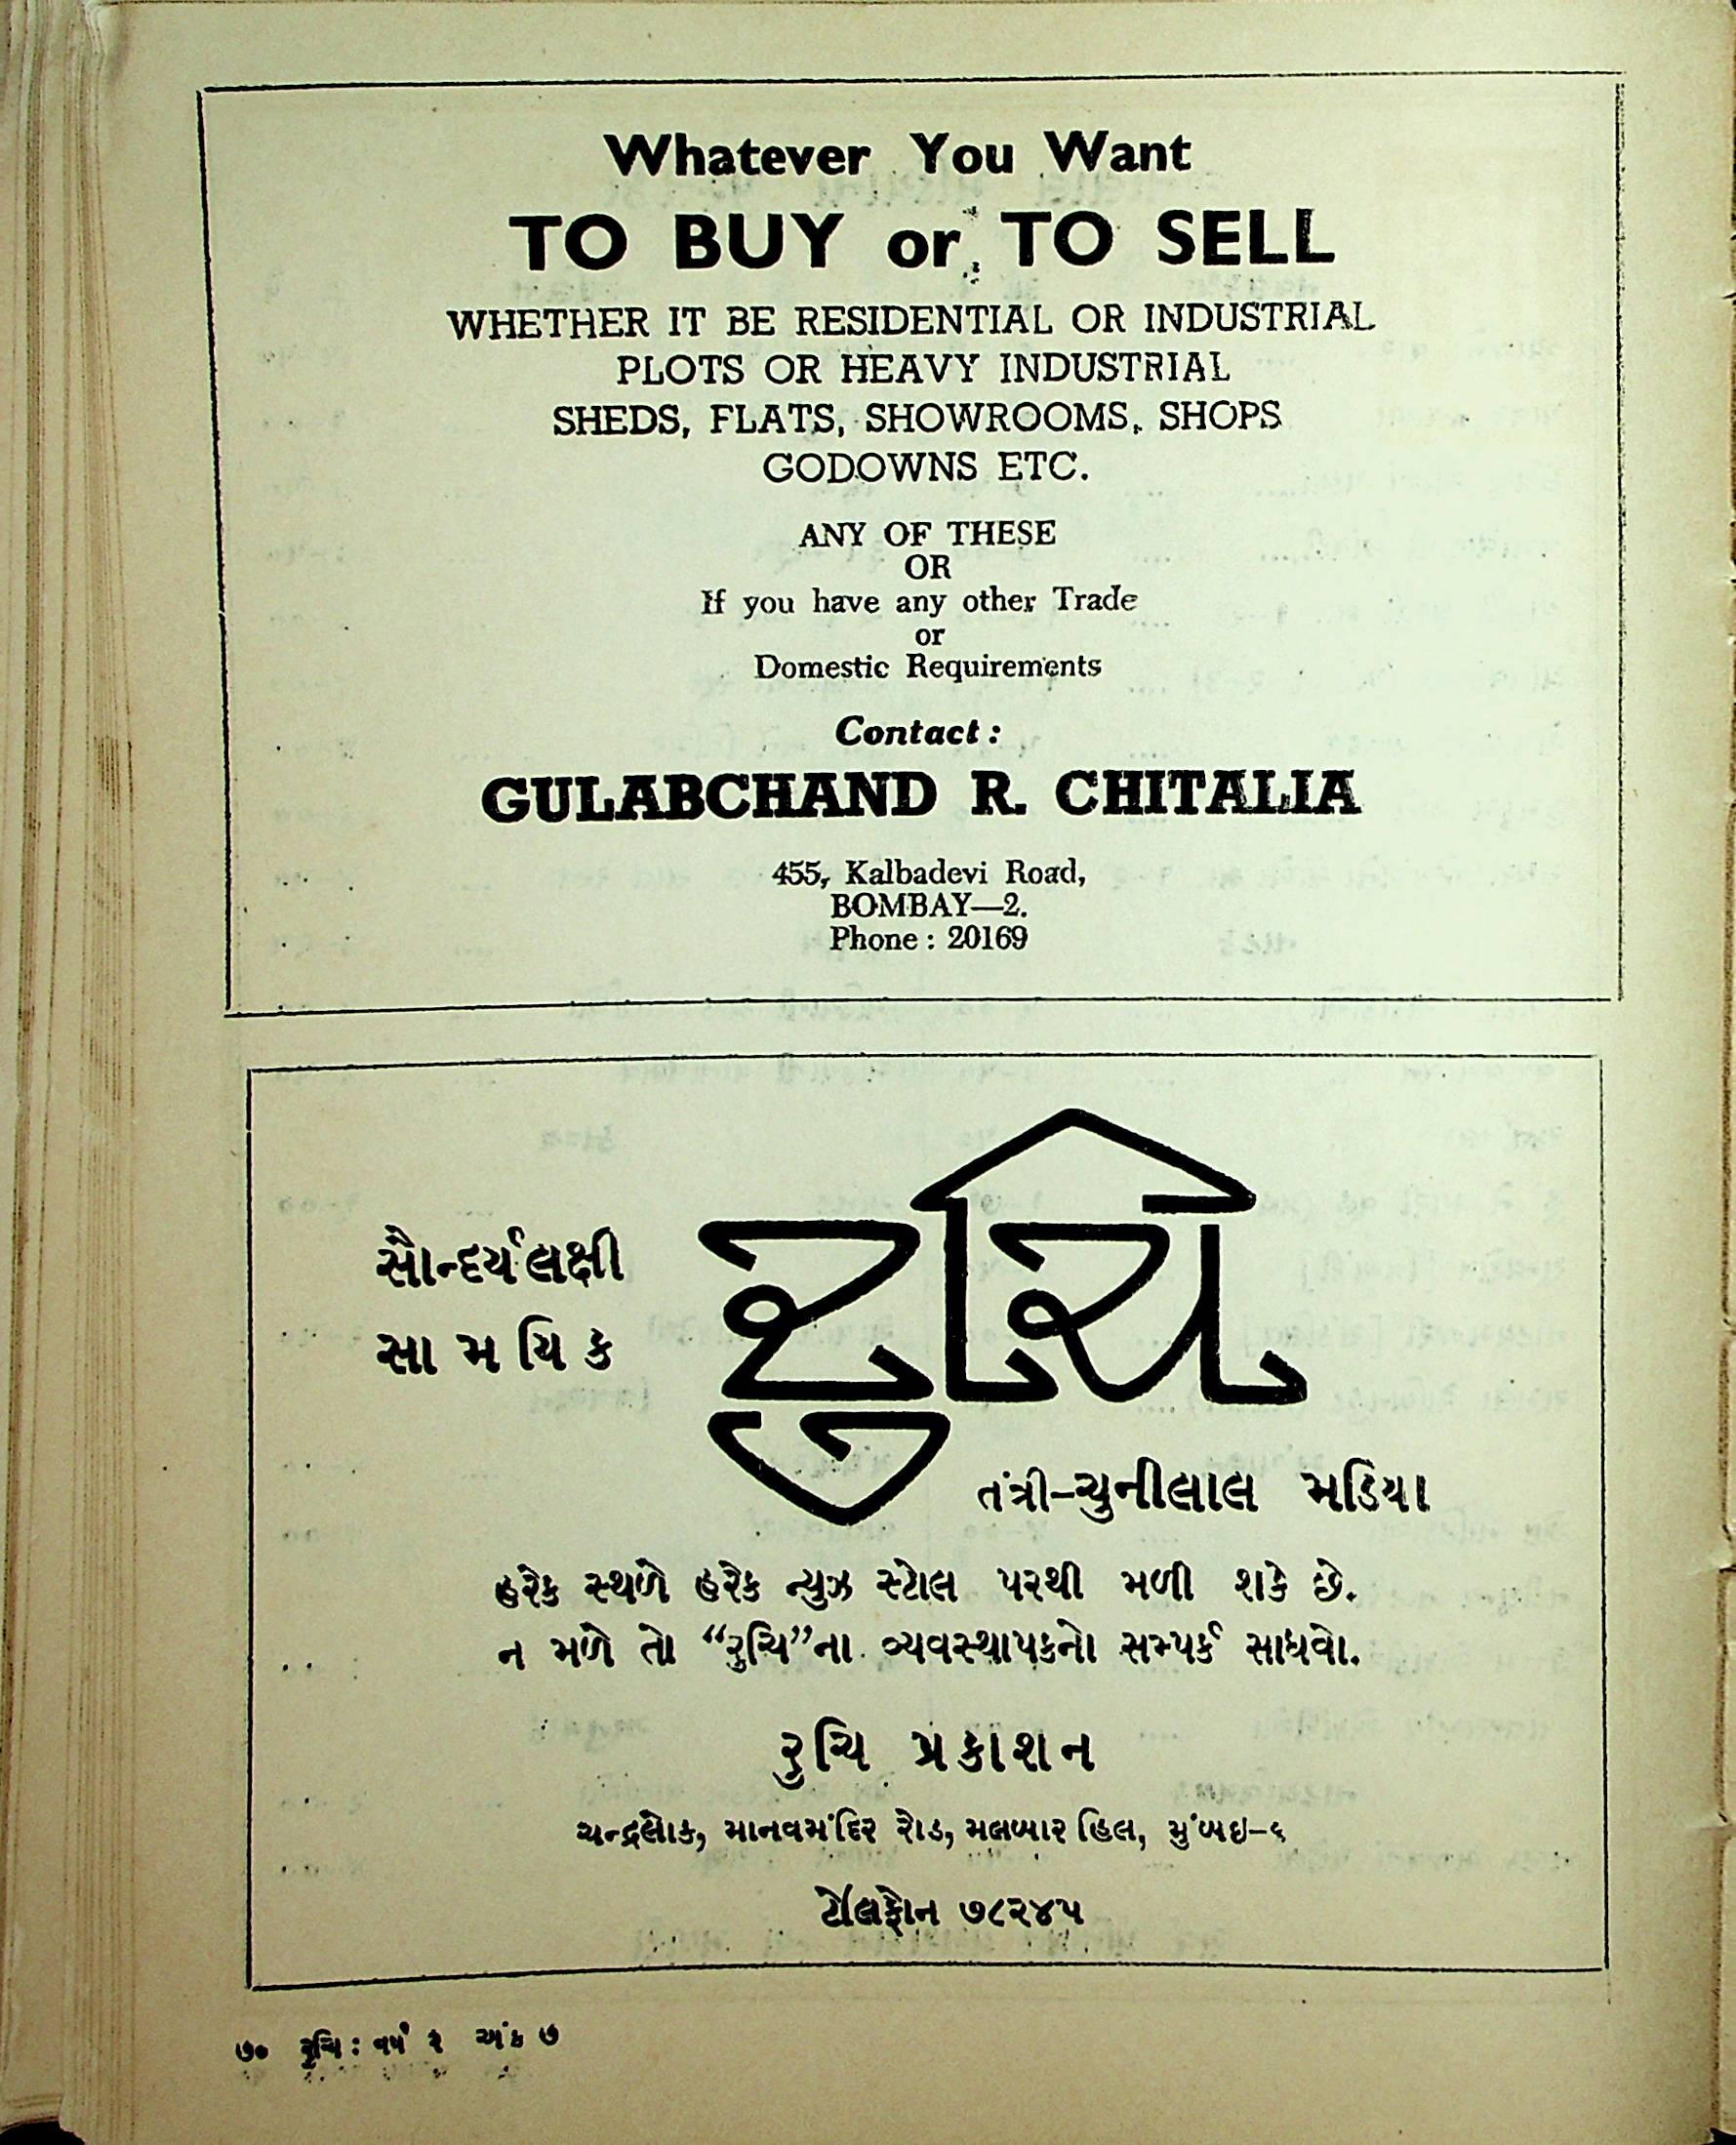 Whatever You Want
TO BUY or TO SELL
WHETHER IT BE RESIDENTIAL OR INDUSTRIAL
PLOTS OR HEAVY INDUSTRIAL
SHEDS, FLATS, SHOWROOMS, SHOPS
GODOWNS ETC.
ANY OF THESE
OR
If you have any other Trade
or
Domestic Requirements
Contact :
GULABCHAND R. CHITALIA
455, Kalbadevi Road,
BOMBAY—2.
Phone : 20169
સૌન્દર્યલક્ષી
સામયિક
રુચિ
તંત્રી–ચુનીલાલ મડિયા
હરેક સ્થળે હરેક ન્યુઝ સ્ટોલ પરથી મળી શકે છે.
ન મળે તો “રુચિ”ના વ્યવસ્થાપકનો સમ્પર્ક સાધવો.
રુચિ પ્રકાશન
ચન્દ્રલોક, માનવમંદિર રોડ, મલબાર હિલ, મુંબઇ–૬
ટેલિફોન ૭૮૨૪૫
૭૦ રુચિ : વર્ષ ૨ અંક ૭